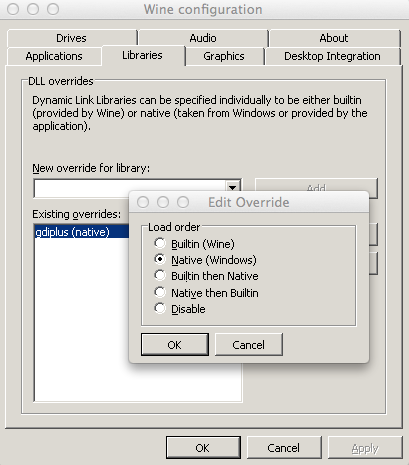 Wine configuration
Drives
Audio
About
Applications
Libraries
Graphics
Desktop Integration
DLL overrides
Dynamic Link Libraries can be specified individually to be either builtin
(provided by Wine) or native (taken from Windows or provided by the
application).
New override for library:
Add
Existing overrides:
gdiplus (native)
Edit Override
Load order
Builtin (Wine)
Native (Windows)
Builtin then Native
Native then Builtin
Disable
OK
Cancel
OK
Cancel
Apply